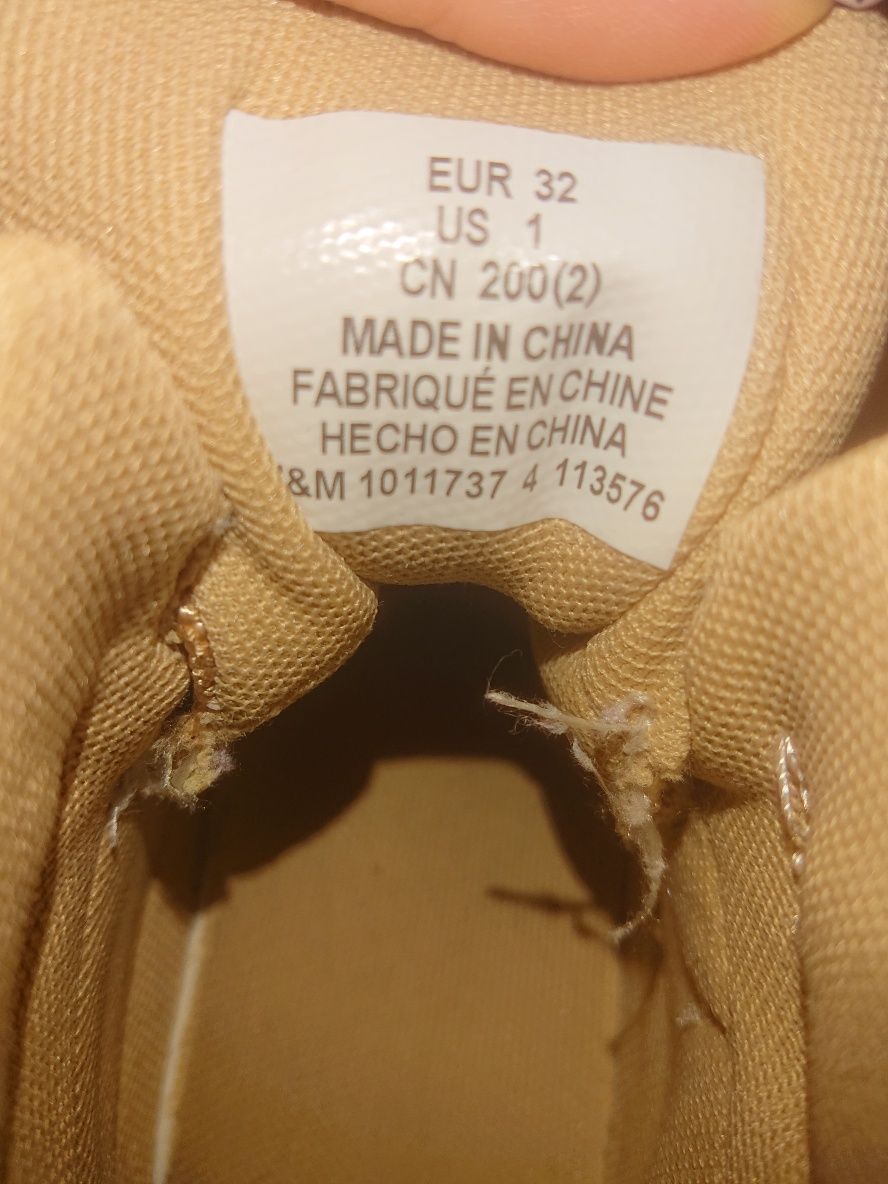 EUR 32
US 1
CN 200(2)
MADE IN CHINA
FABRIQUÉ EN CHINE
HECHO EN CHINA
&M 1011737 4 113576